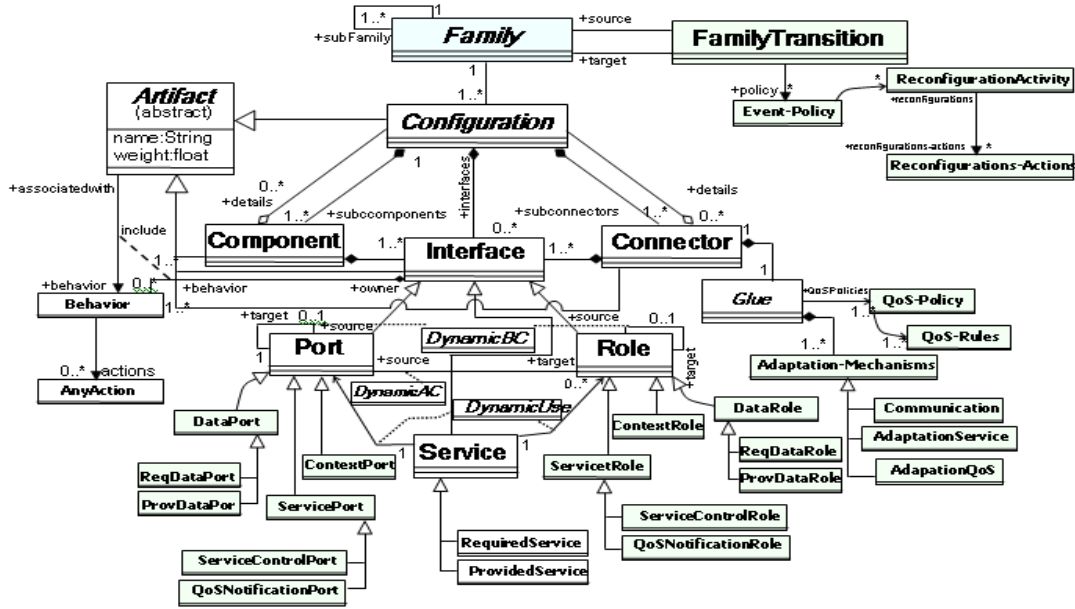 1..*
1
+subFamily
Family
+source
+target
FamilyTransition
1
1..*
+policy
*
Event-Policy
*
ReconfigurationActivity
+reconfigurations
+reconfigurations-actions
*
Reconfigurations-Actions
Artifact
(abstract)
name:String
weight:float
Configuration
1
+associatedwith
0..*
+details
1..*
+subccomponents
+interfaces
0..*
+subconnectors
1..*
+details
0..*
include
Component
1..*
Interface
1..*
Connector
1
1..
+behavior
0..*
+behavior
+owner
1
Behavior
1..*
Glue
+QoSPolicies
QoS-Policy
1..*
QoS-Rules
1..*
1..*
Adaptation-Mechanisms
+target
0..1
+source
DynamicBC
+source
0..1
1
Port
+source
+target
Role
+target
0..*
0..*
+actions
AnyAction
DynamicAC
DynamicUse
DataPort
ContextPort
1
Service
1
ContextRole
DataRole
Communication
AdaptationService
AdapationQoS
ReqDataPort
ProvDataPor
ServicePort
ServicetRole
ReqDataRole
ProvDataRole
ServiceControlPort
QoSNotificationPort
RequiredService
ProvidedService
ServiceControlRole
QoSNotificationRole